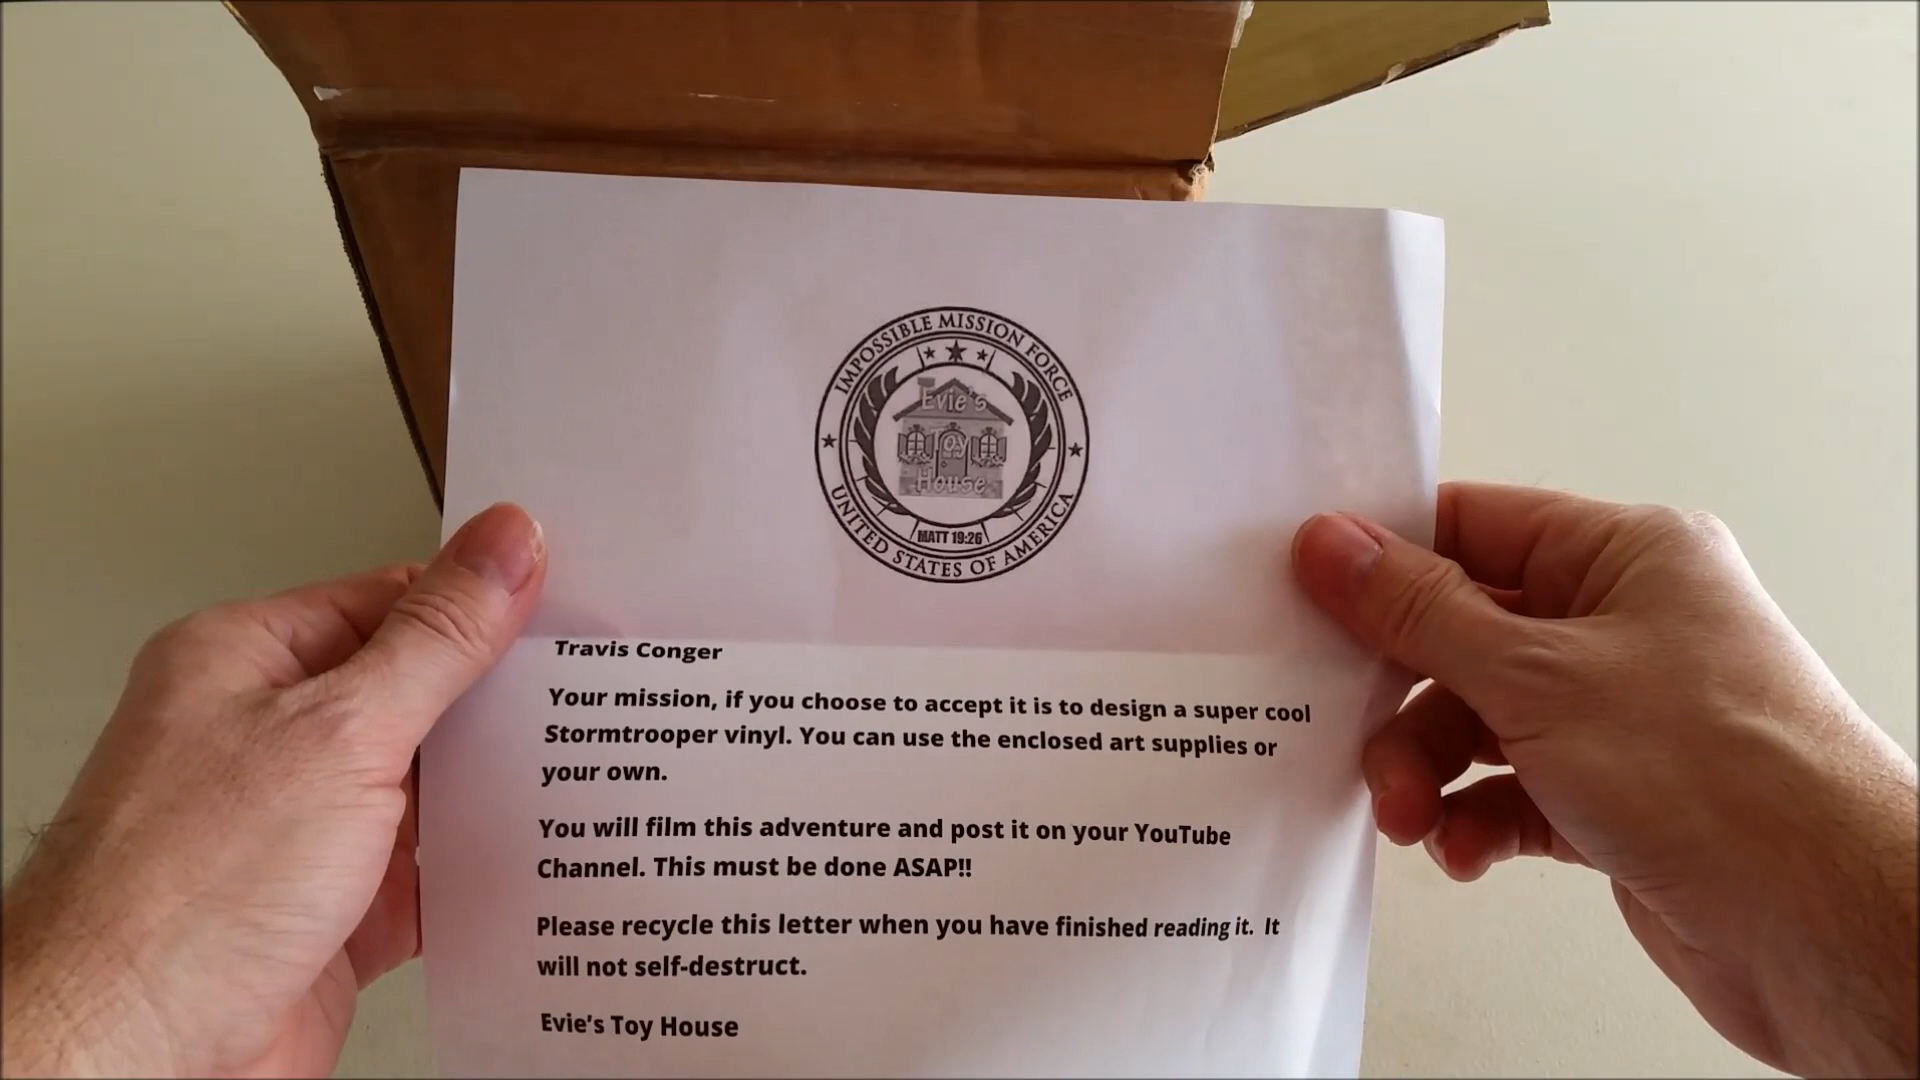 IMPOSSIBLE MISSION FORCE
Evie's
Toy
House
MATT 19:26
UNITED STATES OF AMERICA
Travis Conger
Your mission, if you choose to accept it is to design a super cool
Stormtrooper vinyl. You can use the enclosed art supplies or
your own.
You will film this adventure and post it on your YouTube
Channel. This must be done ASAP!!
Please recycle this letter when you have finished reading it. It
will not self-destruct.
Evie's Toy House